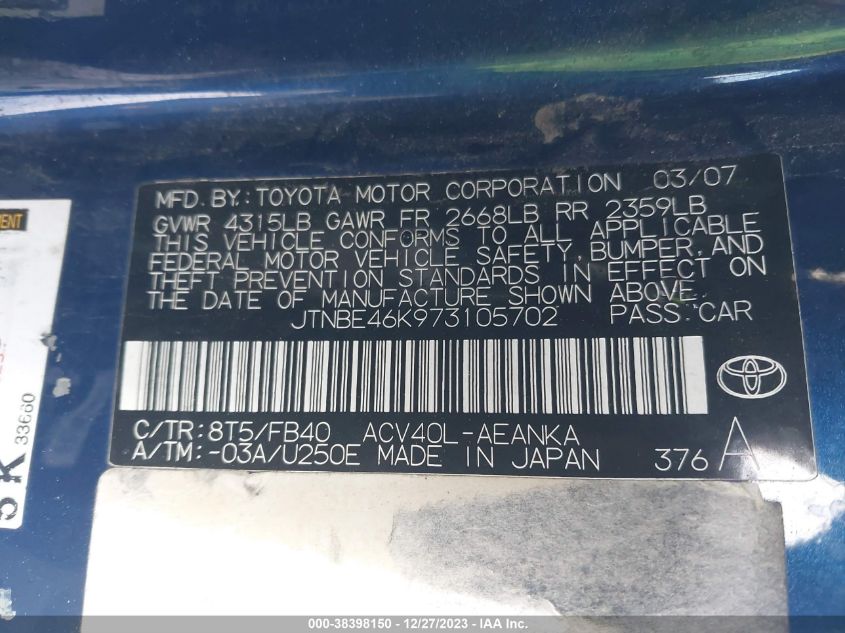 MFD. BY: TOYOTA MOTOR CORPORATION 03/07
GVWR 4315LB GAWR FR 2668LB RR 2359LB
THIS VEHICLE CONFORMS TO ALL APPLICABLE
FEDERAL MOTOR VEHICLE SAFETY, BUMPER, AND
THEFT PREVENTION STANDARDS IN EFFECT ON
THE DATE OF MANUFACTURE SHOWN ABOVE.
JTNBE46K973105702 PASS. CAR
C/TR: 8T5/FB40 ACV40L-AEANKA
A/TM: -03A/U250E MADE IN JAPAN 376 A
33660
000-38398150 - 12/27/2023 - IAAI.com